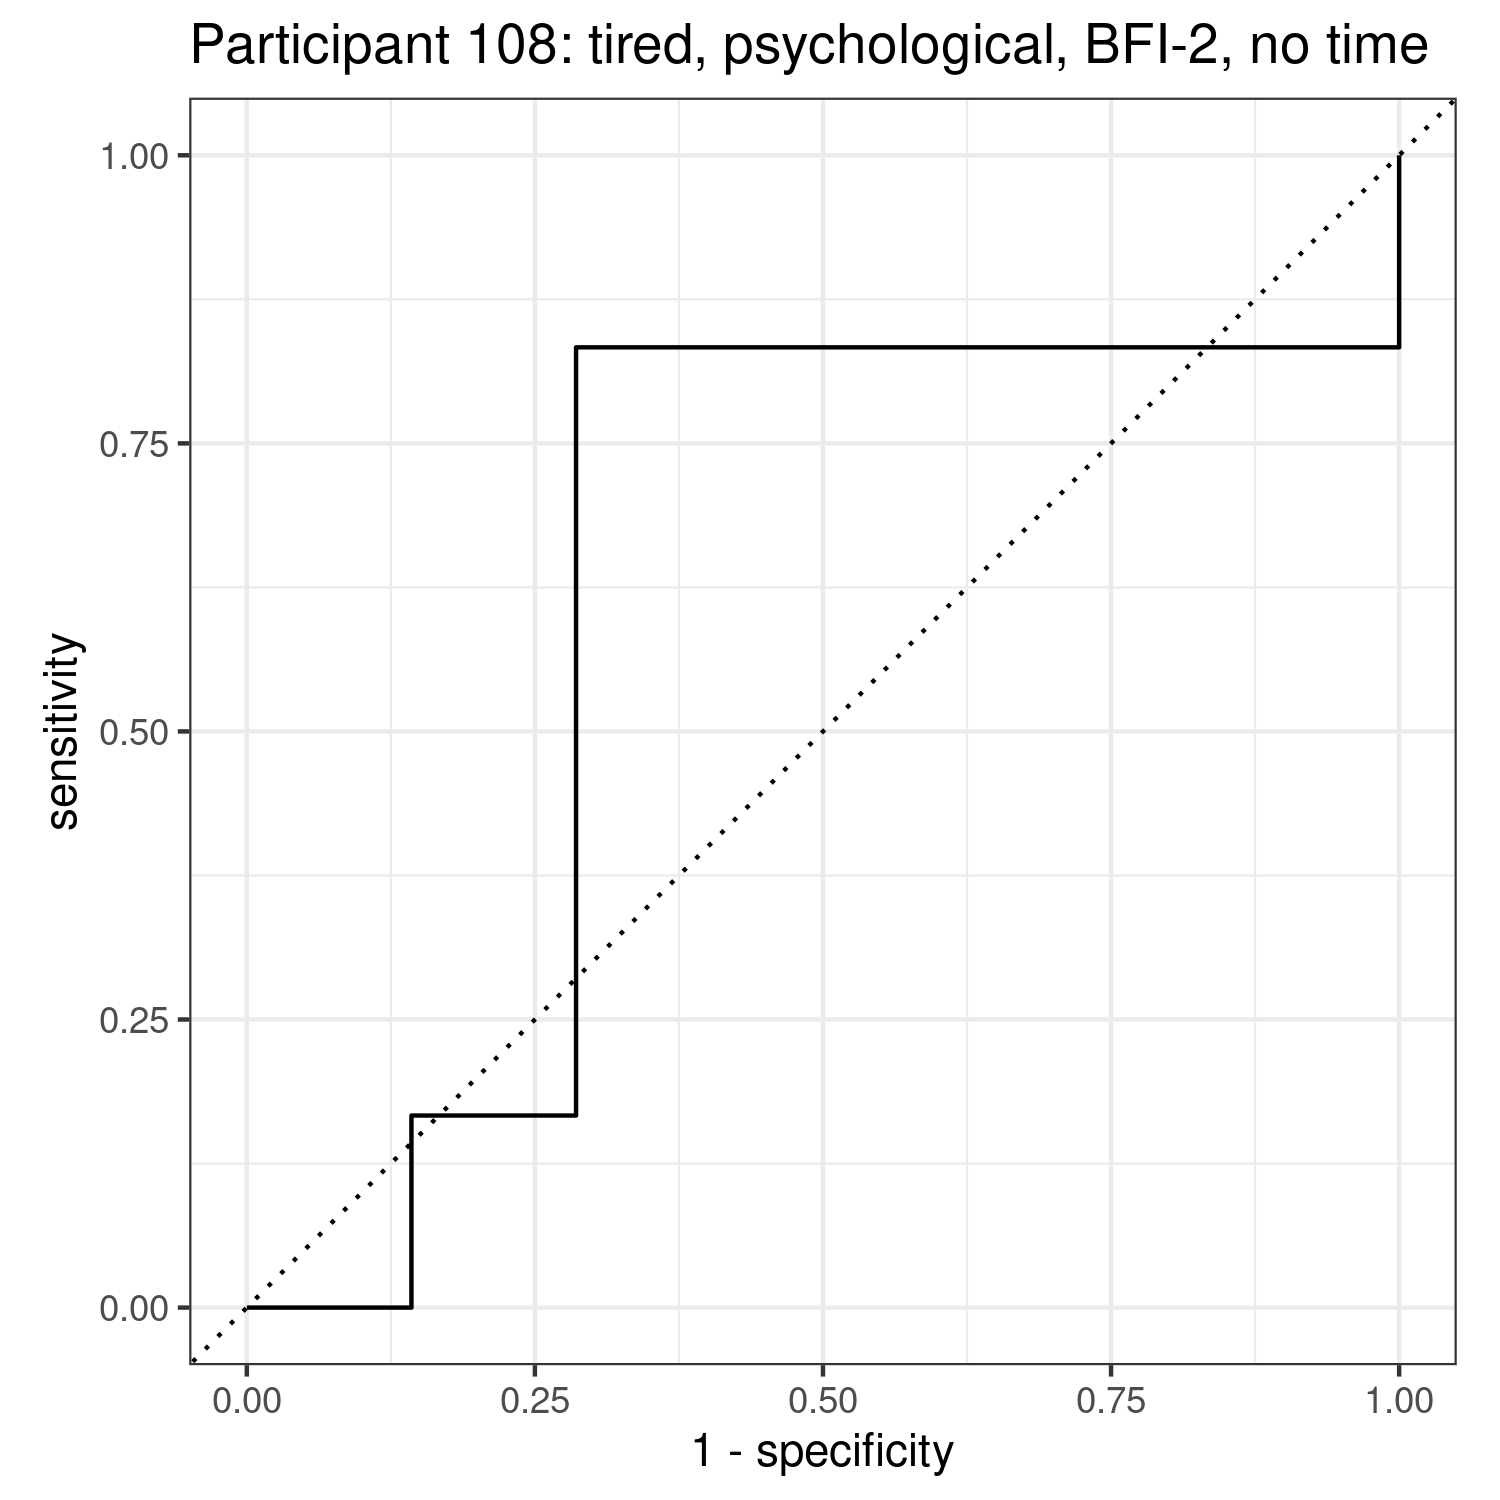 Participant 108: tired, psychological, BFI-2, no time
1.00
0.75
0.50
0.25
0.00
sensitivity
0.00 0.25 0.50 0.75 1.00
1 - specificity